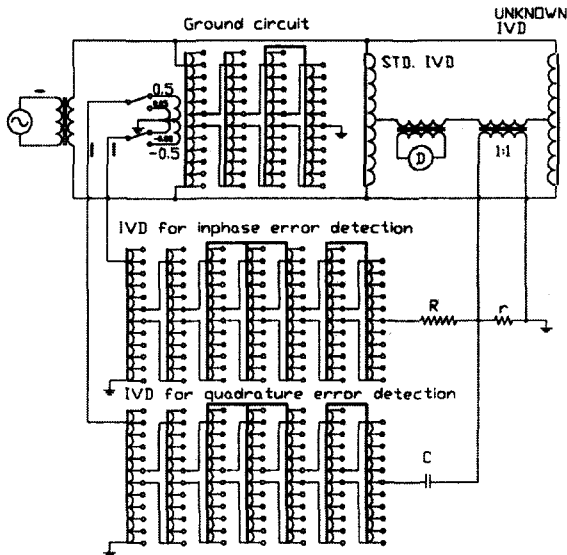 Ground circuit
UNKNOWN
IVD
STD. IVD
0.5
-0.5
D
1:1
IVD for inphase error detection
R
r
IVD for quadrature error detection
C